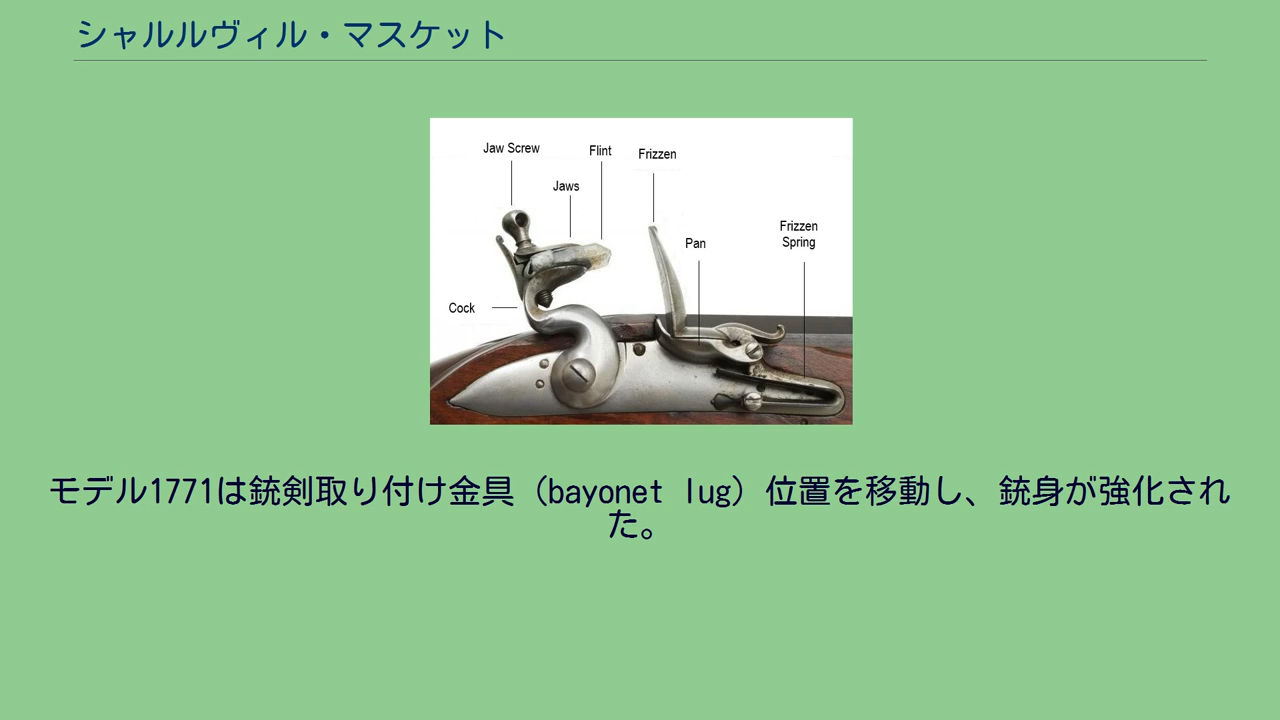 シャルルヴィル・マスケット
Jaw Screw
Flint
Frizzen
Jaws
Frizzen
Spring
Pan
Cock
モデル1771は銃剣取り付け金具（bayonet lug）位置を移動し、銃身が強化され
た。